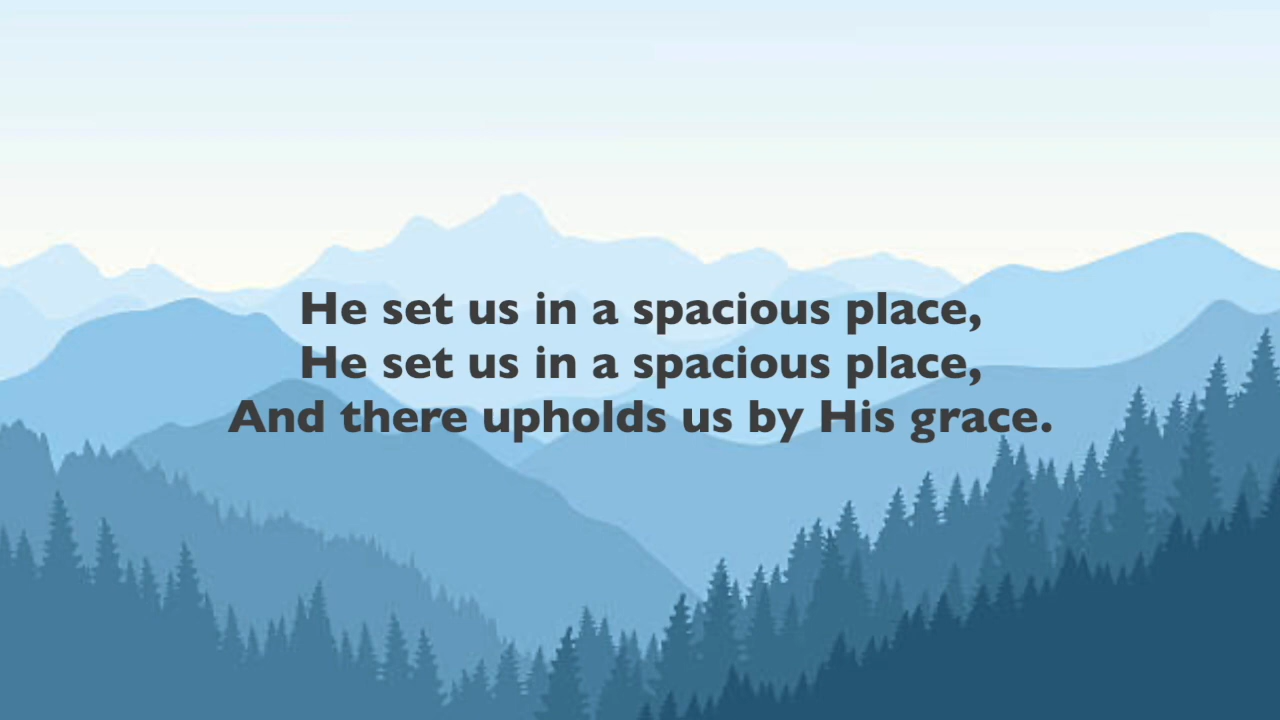 He set us in a spacious place,
He set us in a spacious place,
And there upholds us by His grace.